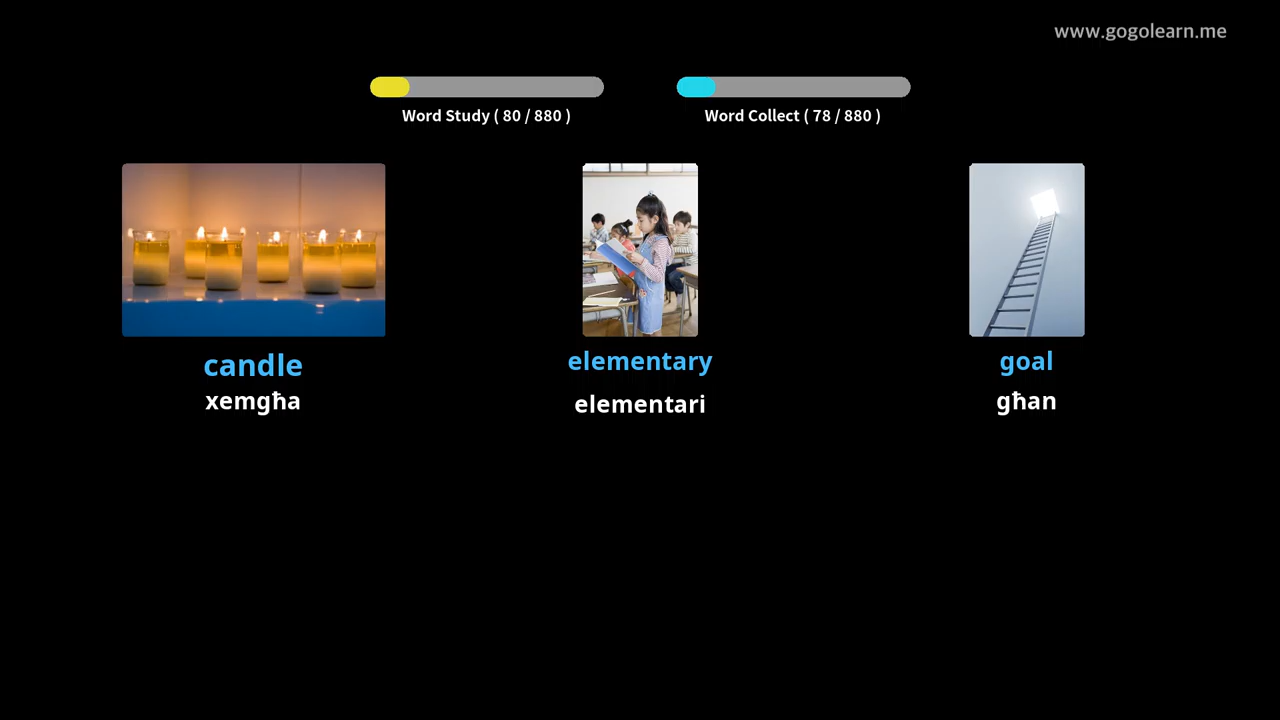 www.gogolearn.me
Word Study ( 80 / 880 )
Word Collect ( 78 / 880 )
candle
xemgħa
elementary
elementari
goal
għan